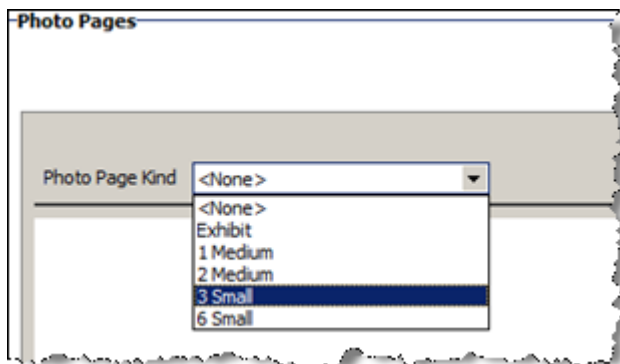 Photo Pages
Photo Page Kind <None>
<None>
Exhibit
1 Medium
2 Medium
3 Small
6 Small